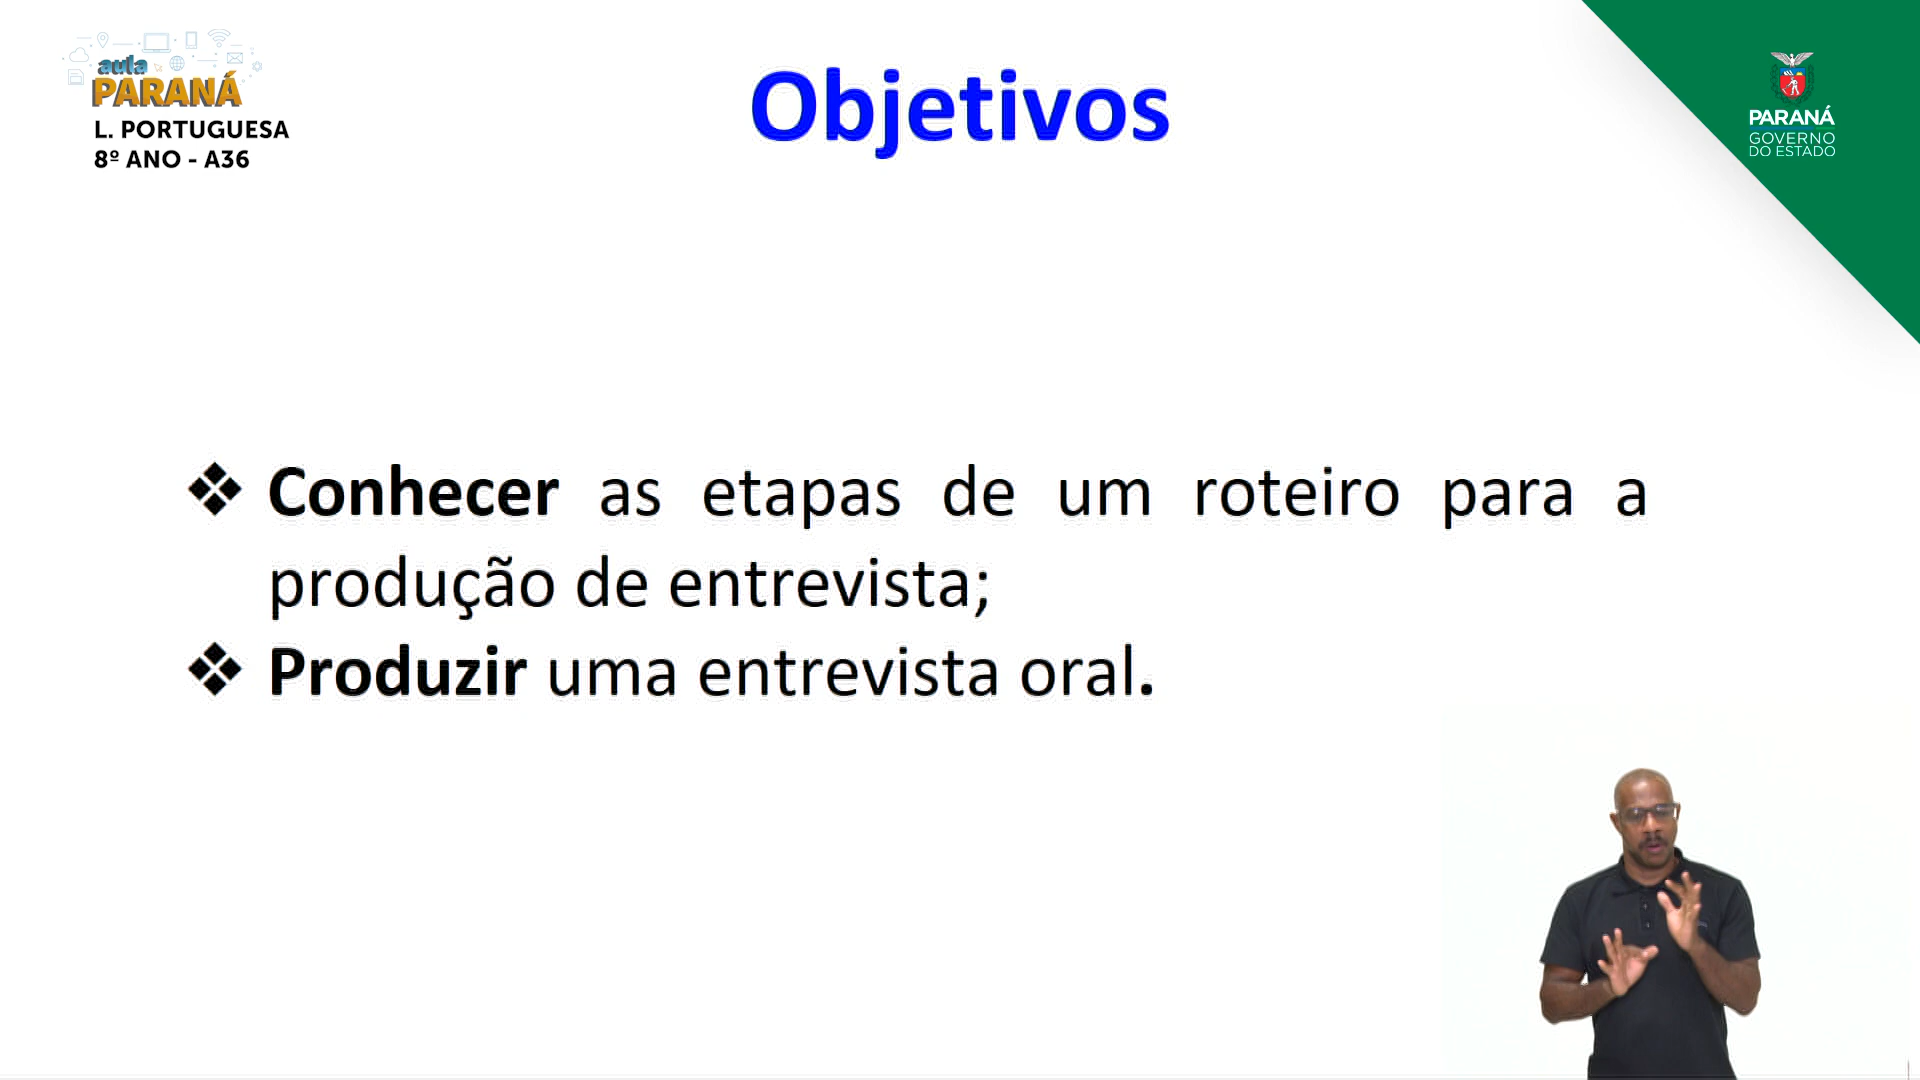 aula
PARANÁ
L. PORTUGUESA
8º ANO - A36
Objetivos
PARANÁ
GOVERNO
DO ESTADO
❖ Conhecer as etapas de um roteiro para a
produção de entrevista;
❖ Produzir uma entrevista oral.